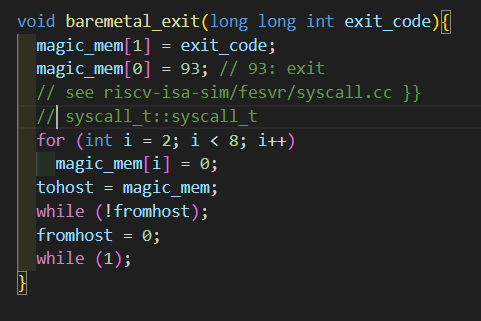 void baremetal_exit(long long int exit_code){
  magic_mem[1] = exit_code;
  magic_mem[0] = 93; // 93: exit
  // see riscv-isa-sim/fesvr/syscall.cc }}
  // syscall_t::syscall_t
  for (int i = 2; i < 8; i++)
    magic_mem[i] = 0;
  tohost = magic_mem;
  while (!fromhost);
  fromhost = 0;
  while (1);
}